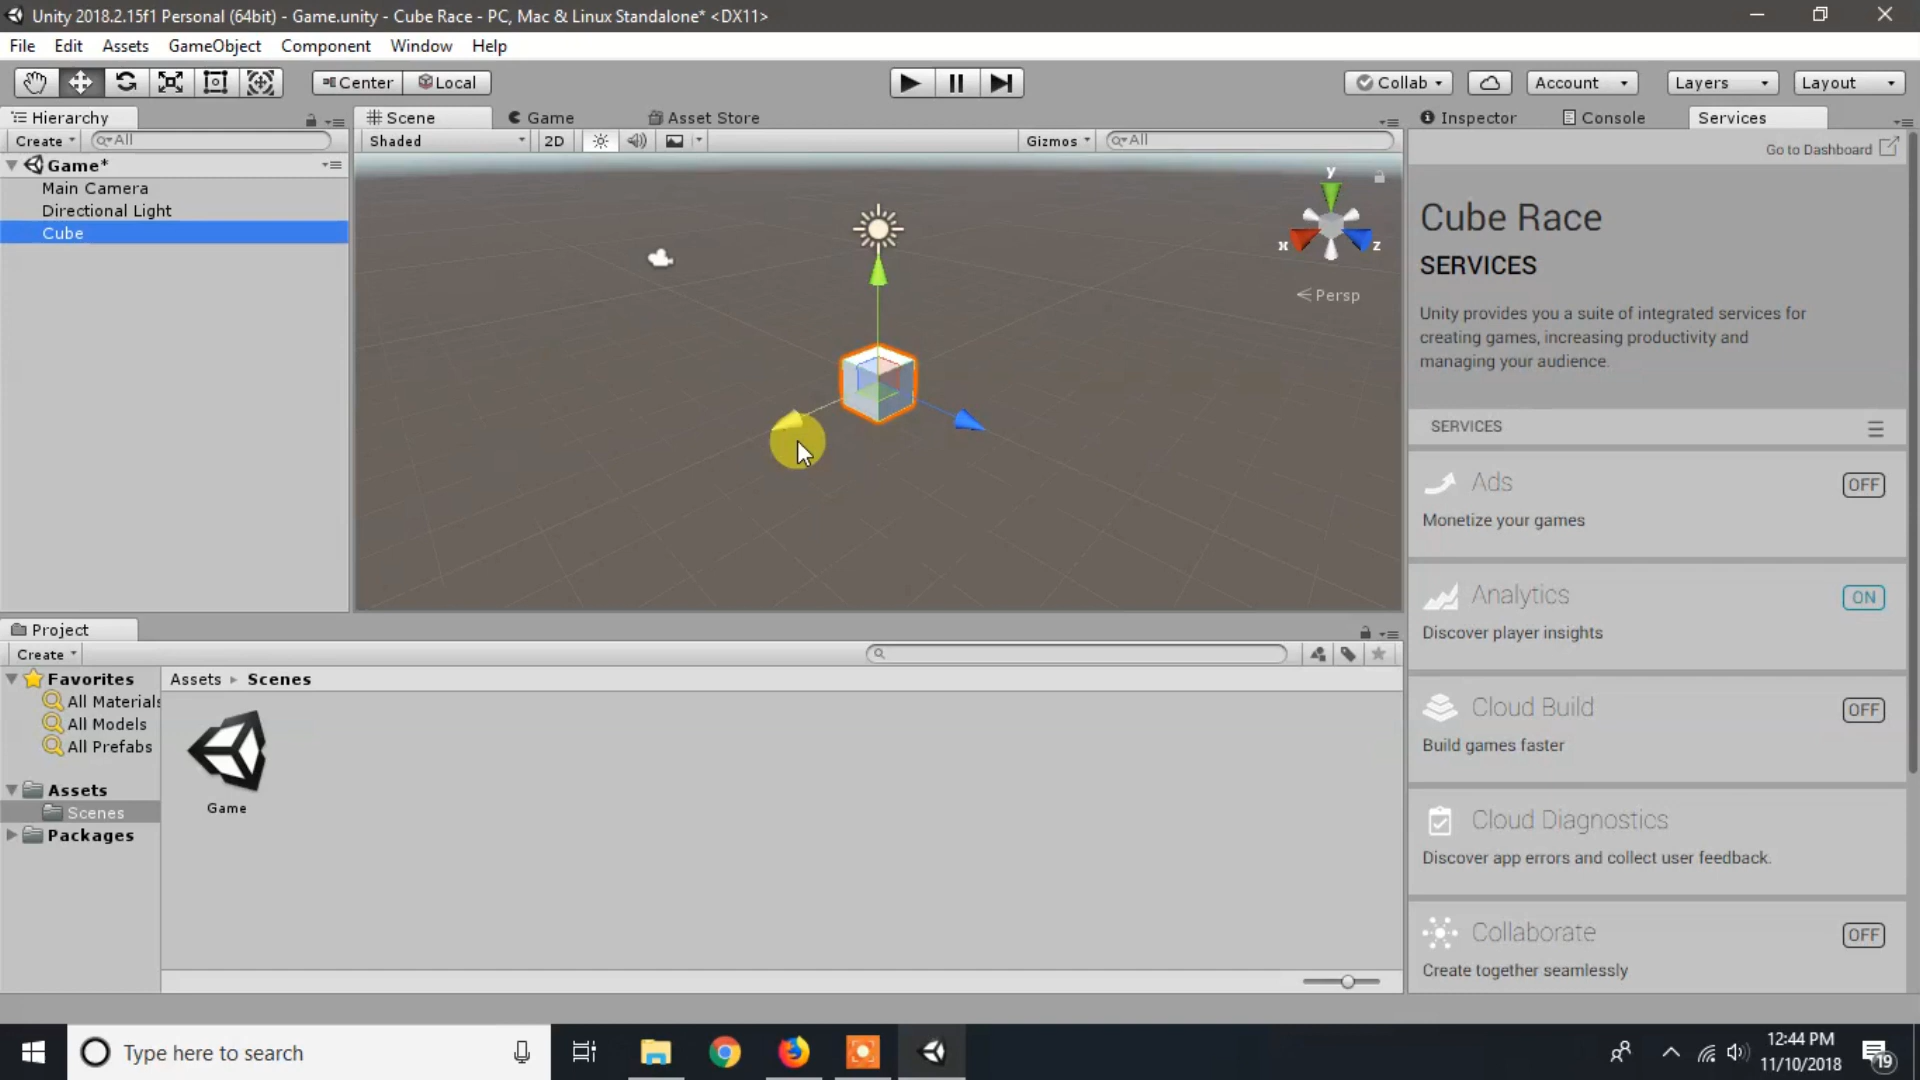 Unity 2018.2.15f1 Personal (64bit) - Game.unity - Cube Race - PC, Mac & Linux Standalone* <DX11>
File Edit Assets GameObject Component Window Help
Center Local Collab Account Layers Layout
Hierarchy
Create All
Game*
Main Camera
Directional Light
Cube
Scene Game Asset Store
Shaded 2D Gizmos All
y
x z
Persp
Inspector Console Services
Go to Dashboard
Cube Race
SERVICES
Unity provides you a suite of integrated services for
creating games, increasing productivity and
managing your audience.
SERVICES
Ads OFF
Monetize your games
Analytics ON
Discover player insights
Cloud Build OFF
Build games faster
Cloud Diagnostics
Discover app errors and collect user feedback.
Collaborate OFF
Create together seamlessly
Project
Create
Favorites
All Materials
All Models
All Prefabs
Assets
Scenes
Packages
Assets Scenes
Game
Type here to search
12:44 PM
11/10/2018
19